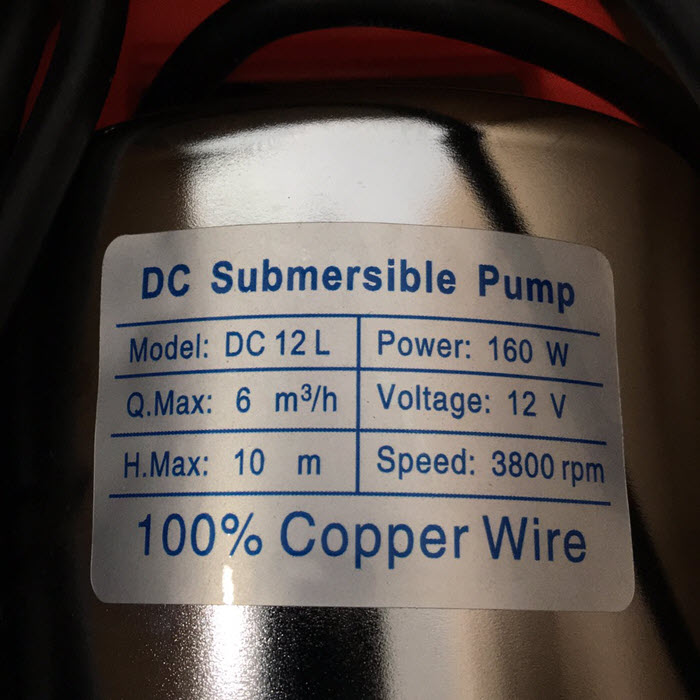 DC Submersible Pump
Model: DC 12 L
Power: 160 W
Q.Max: 6 m³/h
Voltage: 12 V
H.Max: 10 m
Speed: 3800 rpm
100% Copper Wire